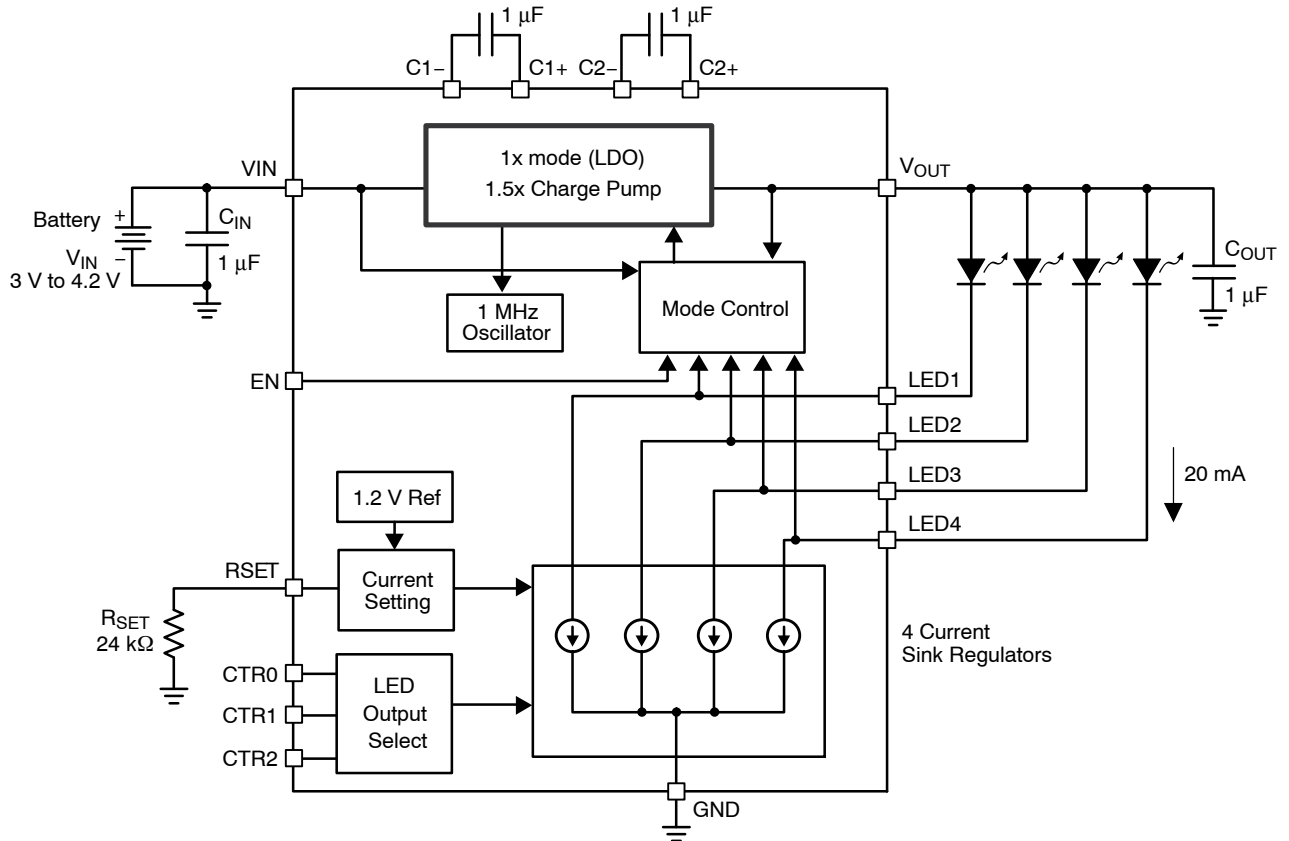 1 μF
1 μF
C1−
C1+
C2−
C2+
VIN
1x mode (LDO)
1.5x Charge Pump
VOUT
Battery
+
−
VIN
3 V to 4.2 V
CIN
1 μF
1 MHz
Oscillator
Mode Control
COUT
1 μF
EN
LED1
LED2
LED3
LED4
20 mA
1.2 V Ref
RSET
Current
Setting
RSET
24 kΩ
4 Current
Sink Regulators
CTR0
CTR1
CTR2
LED
Output
Select
GND